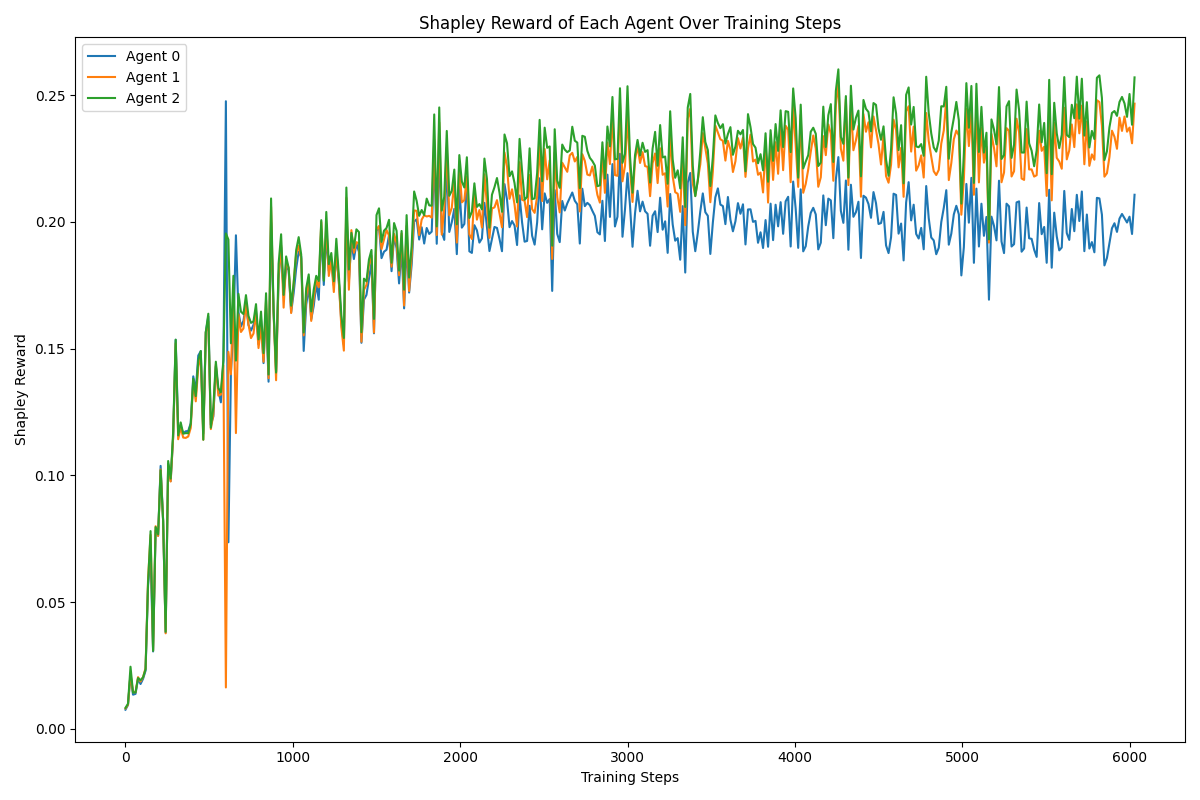 Shapley Reward of Each Agent Over Training Steps
Agent 0
Agent 1
Agent 2
Shapley Reward
0.25
0.20
0.15
0.10
0.05
0.00
0 1000 2000 3000 4000 5000 6000
Training Steps